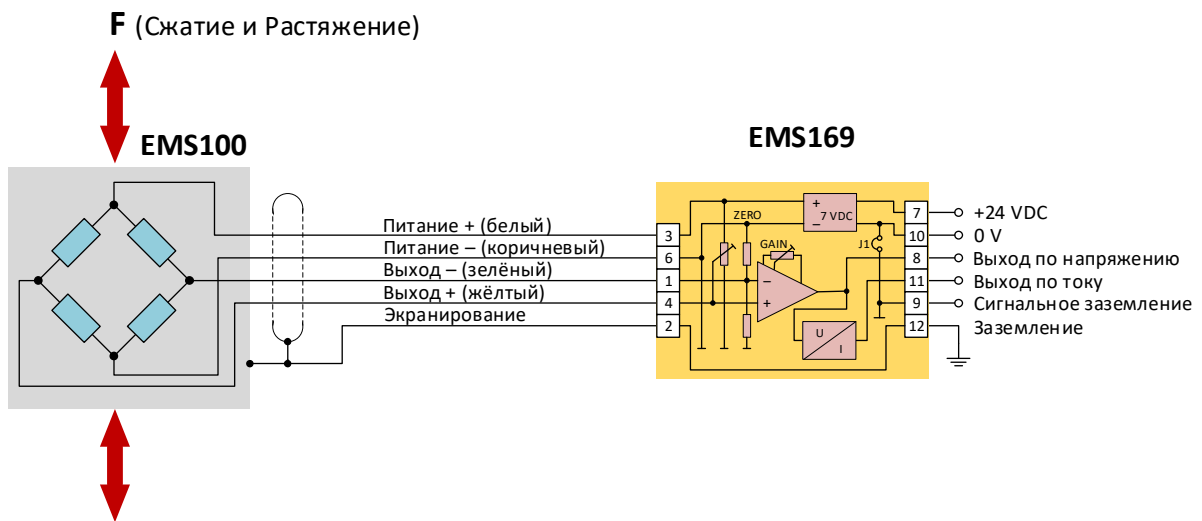 F (Сжатие и Растяжение)
EMS100
EMS169
Питание + (белый)
Питание – (коричневый)
Выход – (зелёный)
Выход + (жёлтый)
Экранирование
3
6
1
4
2
ZERO
GAIN
+
–
7 VDC
J1
–
+
U
I
7
10
8
11
9
12
+24 VDC
0 V
Выход по напряжению
Выход по току
Сигнальное заземление
Заземление